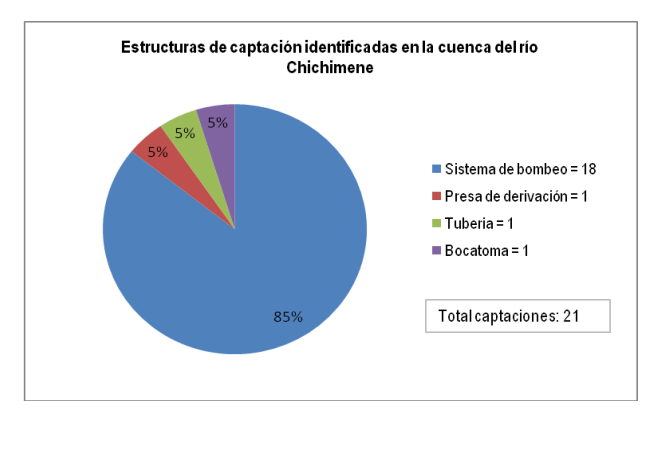 Estructuras de captación identificadas en la cuenca del río
Chichimene
5%
5%
5%
85%
Sistema de bombeo = 18
Presa de derivación = 1
Tuberia = 1
Bocatoma = 1
Total captaciones: 21